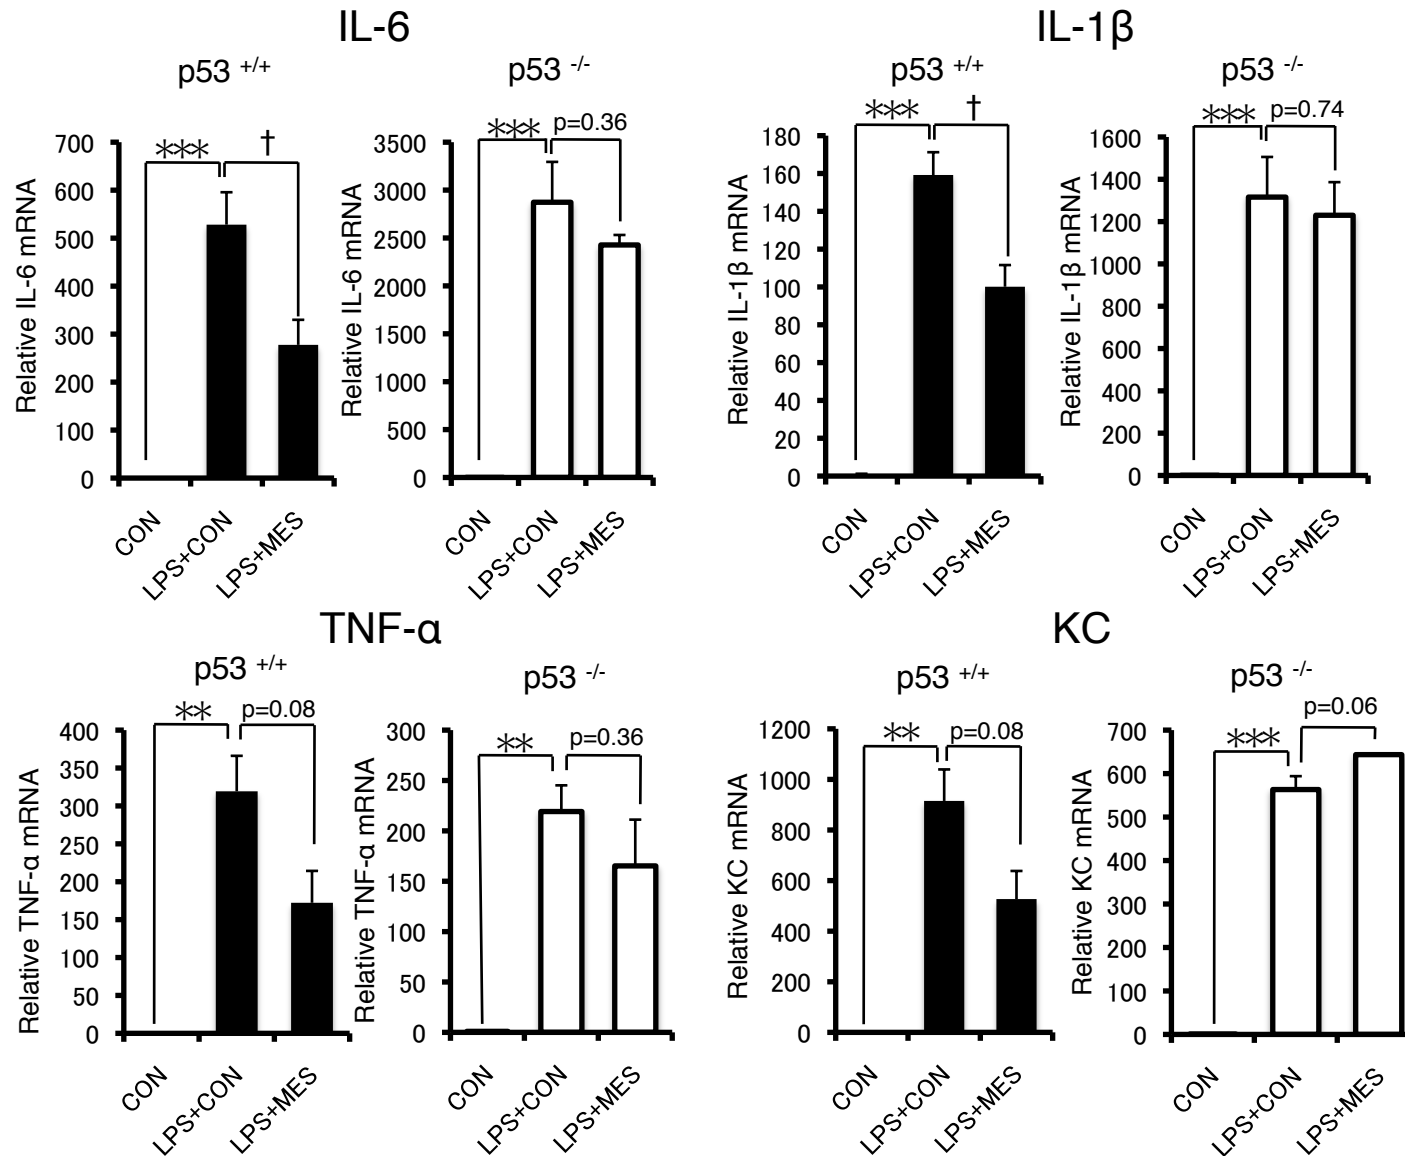 IL-6
p53 +/+
p53 -/-
*** †
*** p=0.36
Relative IL-6 mRNA
700
600
500
400
300
200
100
0
Relative IL-6 mRNA
3500
3000
2500
2000
1500
1000
500
0
CON
LPS+CON
LPS+MES
CON
LPS+CON
LPS+MES
IL-1β
p53 +/+
p53 -/-
*** †
*** p=0.74
Relative IL-1β mRNA
180
160
140
120
100
80
60
40
20
0
Relative IL-1β mRNA
1600
1400
1200
1000
800
600
400
200
0
CON
LPS+CON
LPS+MES
CON
LPS+CON
LPS+MES
TNF-α
p53 +/+
p53 -/-
** p=0.08
** p=0.36
Relative TNF-α mRNA
400
350
300
250
200
150
100
50
0
Relative TNF-α mRNA
300
250
200
150
100
50
0
CON
LPS+CON
LPS+MES
CON
LPS+CON
LPS+MES
KC
p53 +/+
p53 -/-
** p=0.08
*** p=0.06
Relative KC mRNA
1200
1000
800
600
400
200
0
Relative KC mRNA
700
600
500
400
300
200
100
0
CON
LPS+CON
LPS+MES
CON
LPS+CON
LPS+MES